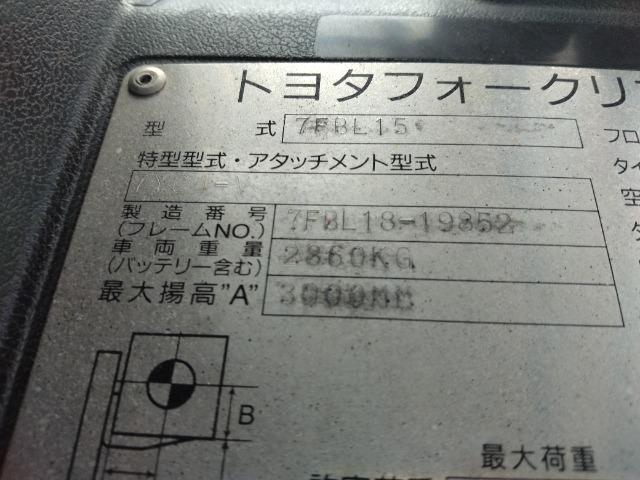 トヨタフォークリフ
型 式 7FBL15
特型型式・アタッチメント型式
製造番号
(フレームNO.) 7FBL18-19852
車両重量
(バッテリー含む) 2860KG
最大揚高"A" 3000MM
B
最大荷重
フロ
タイ
空